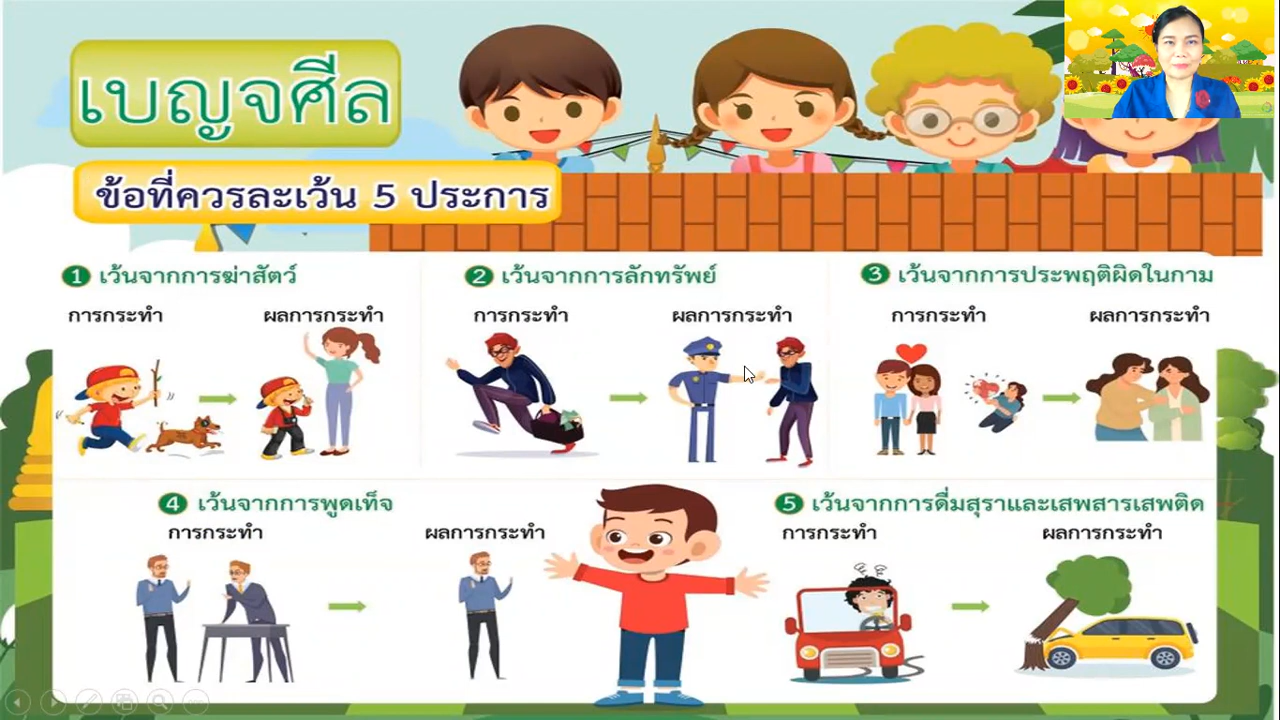 เบญจศีล
ข้อที่ควรละเว้น 5 ประการ
1 เว้นจากการฆ่าสัตว์
การกระทำ
ผลการกระทำ
2 เว้นจากการลักทรัพย์
การกระทำ
ผลการกระทำ
3 เว้นจากการประพฤติผิดในกาม
การกระทำ
ผลการกระทำ
4 เว้นจากการพูดเท็จ
การกระทำ
ผลการกระทำ
5 เว้นจากการดื่มสุราและเสพสารเสพติด
การกระทำ
ผลการกระทำ